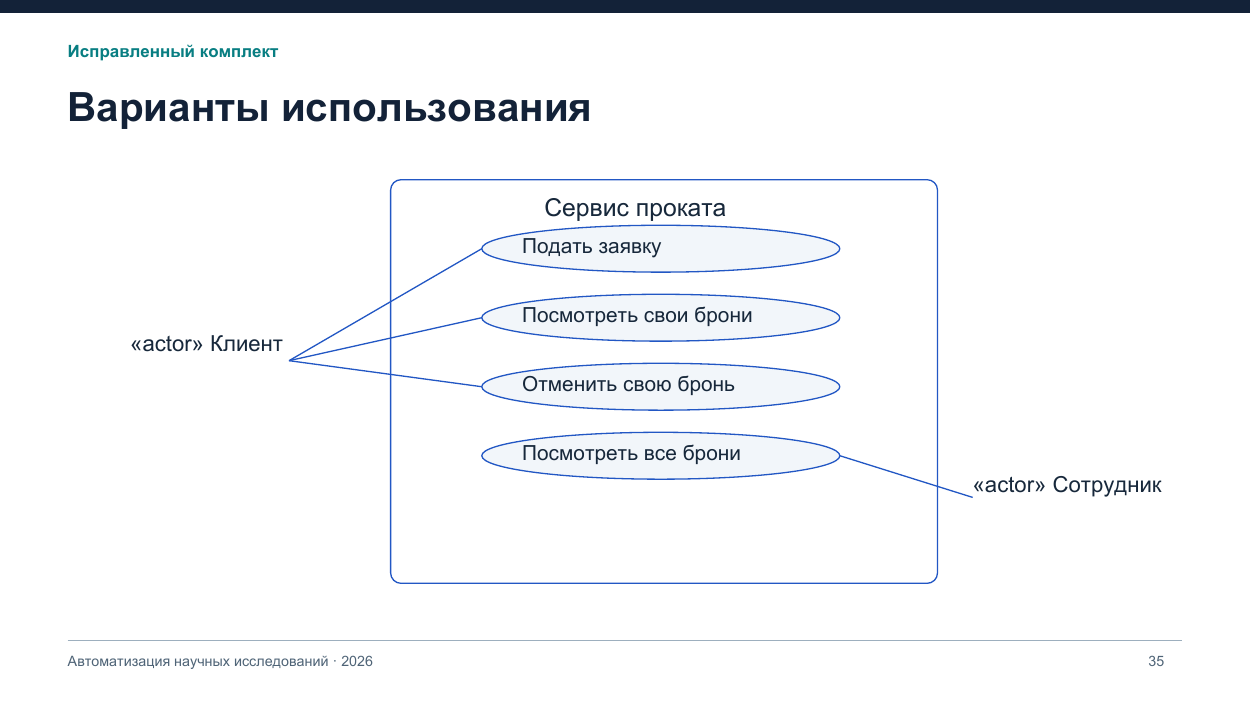 Исправленный комплект
Варианты использования
Сервис проката
Подать заявку
Посмотреть свои брони
«actor» Клиент
Отменить свою бронь
Посмотреть все брони
«actor» Сотрудник
Автоматизация научных исследований · 2026
35